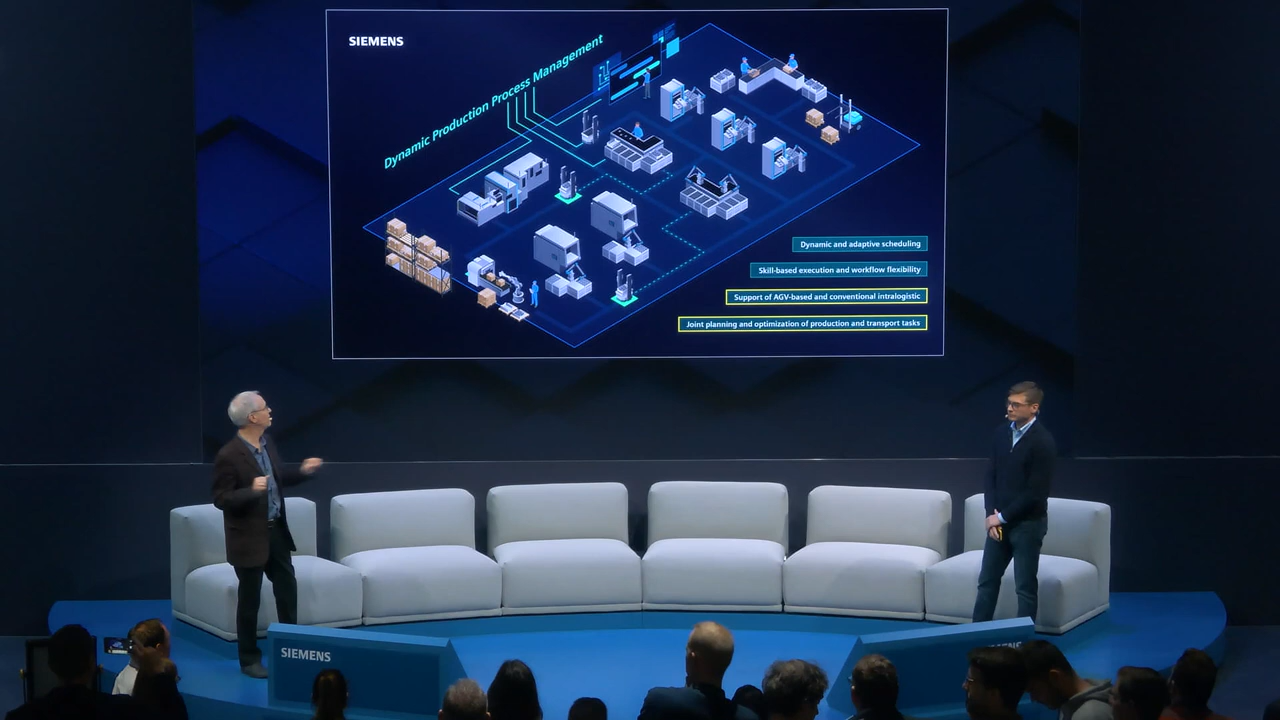 SIEMENS
Dynamic Production Process Management
Dynamic and adaptive scheduling
Skill-based execution and workflow flexibility
Support of AGV-based and conventional intralogistic
Joint planning and optimization of production and transport tasks
SIEMENS
SIEMENS